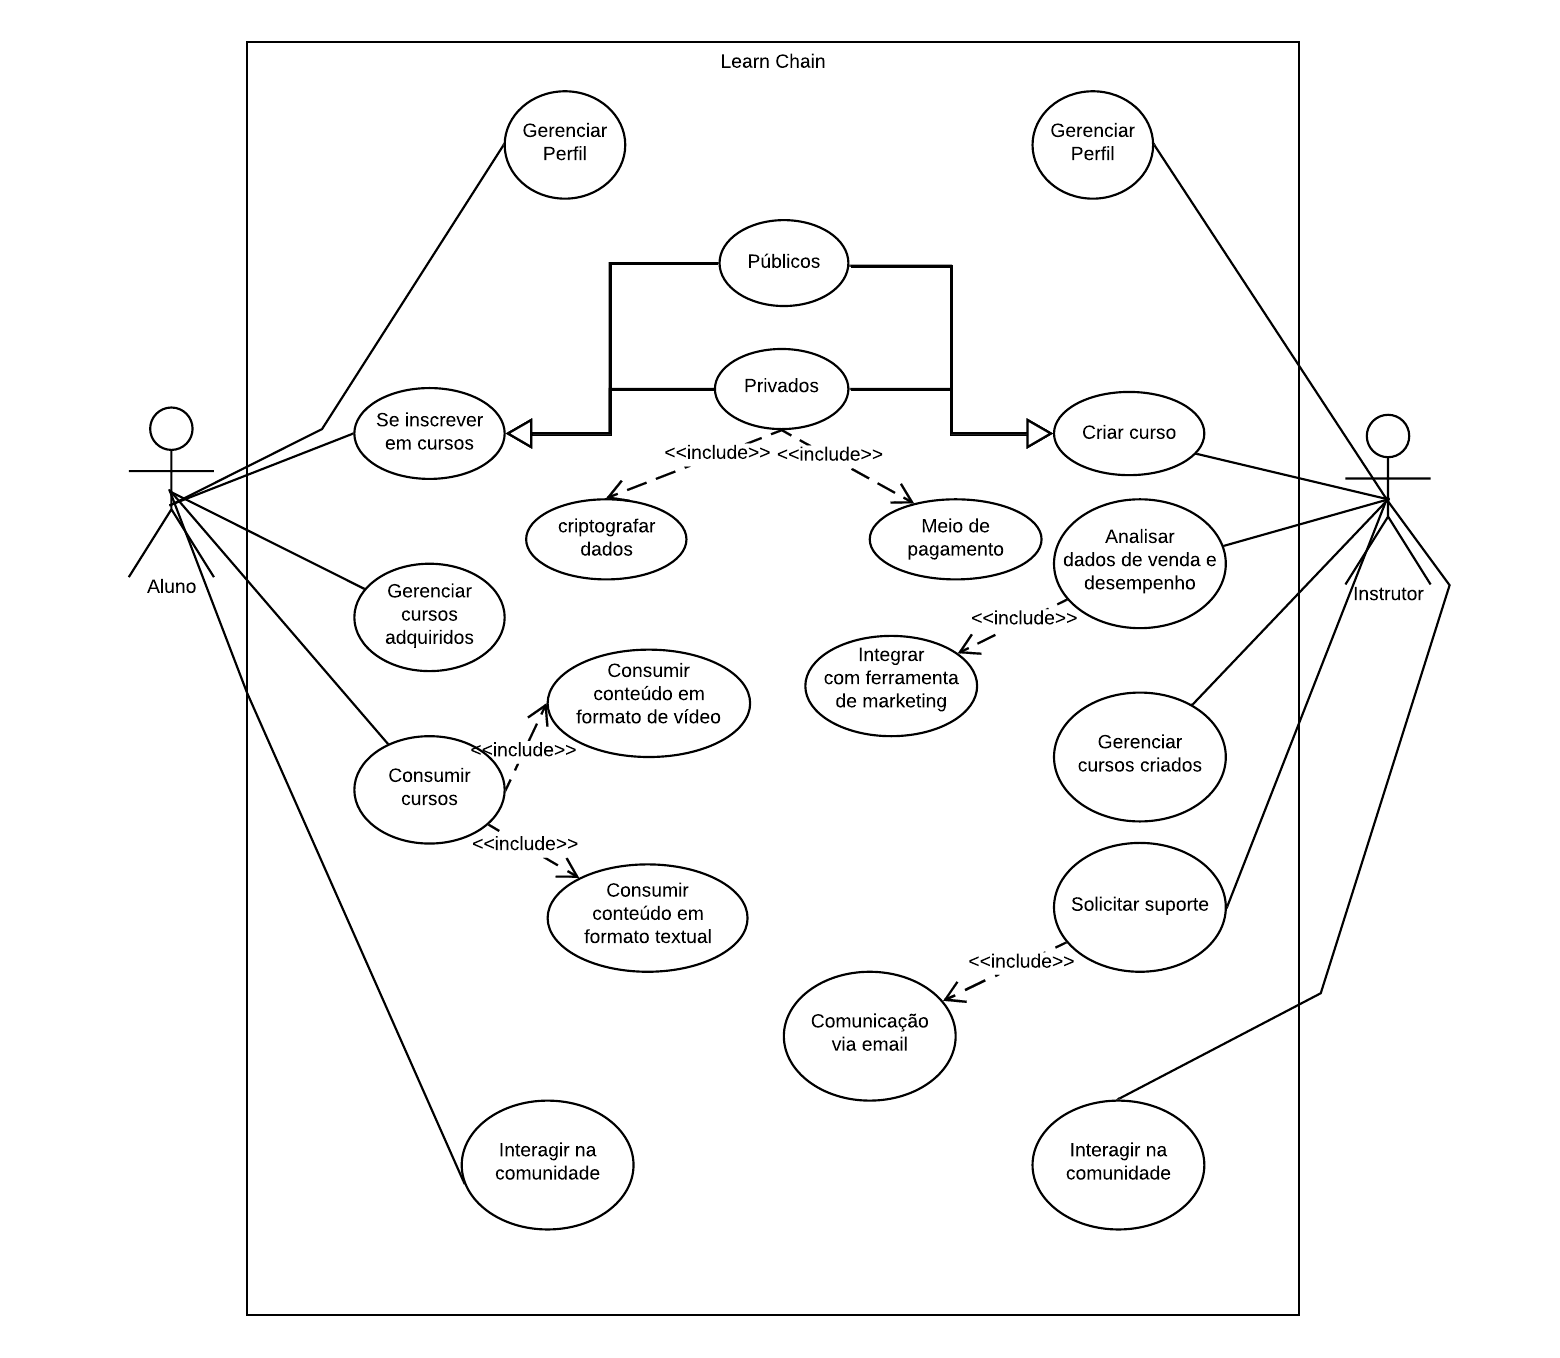 Learn Chain
Gerenciar
Perfil
Gerenciar
Perfil
Públicos
Privados
Se inscrever
em cursos
Criar curso
<<include>>
<<include>>
criptografar
dados
Meio de
pagamento
Analisar
dados de venda e
desempenho
Aluno
Instrutor
Gerenciar
cursos
adquiridos
<<include>>
Integrar
com ferramenta
de marketing
Consumir
conteúdo em
formato de vídeo
<<include>>
Gerenciar
cursos criados
Consumir
cursos
<<include>>
Consumir
conteúdo em
formato textual
Solicitar suporte
<<include>>
Comunicação
via email
Interagir na
comunidade
Interagir na
comunidade